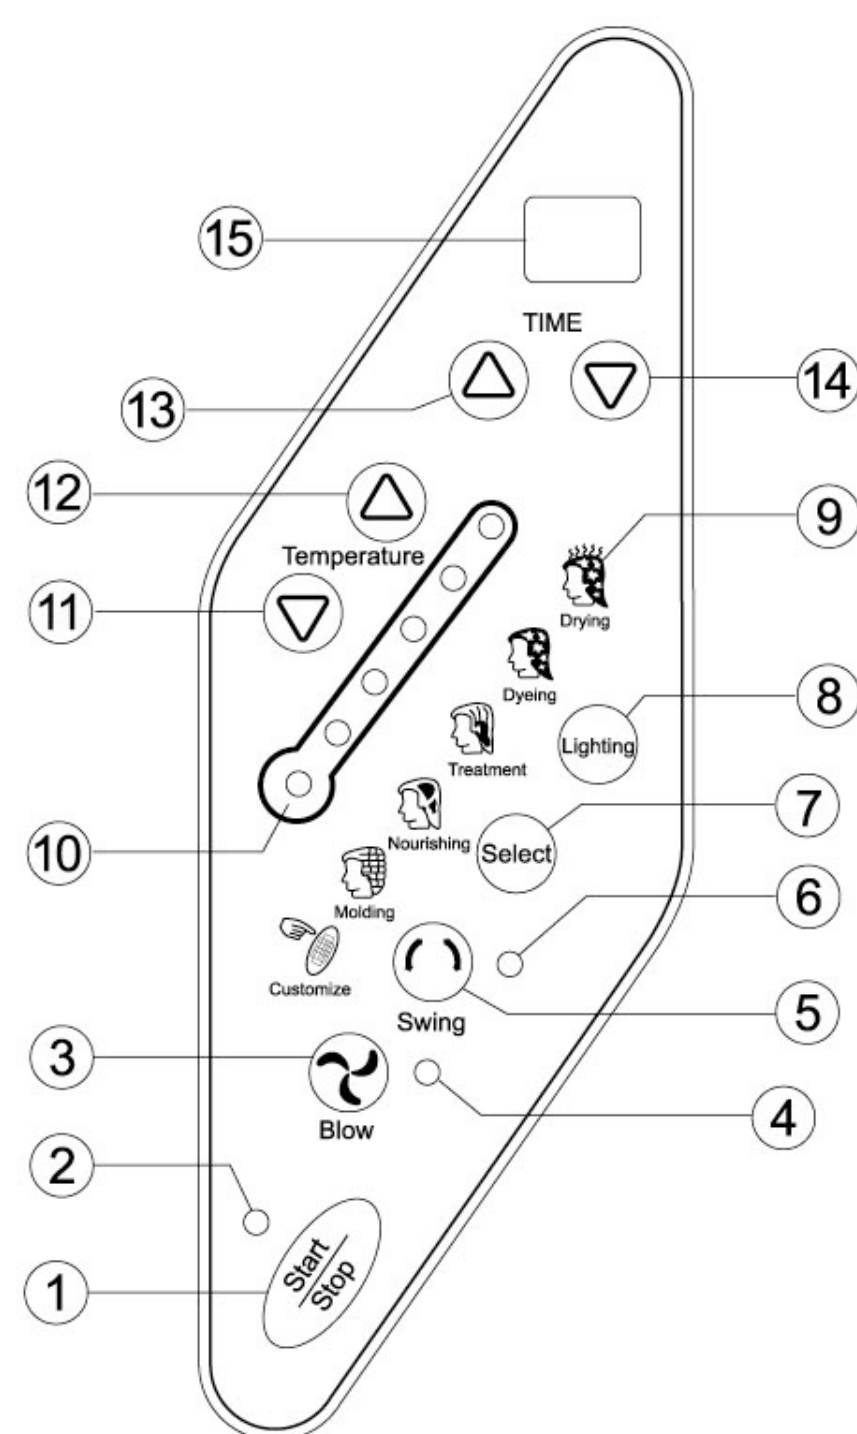 15
TIME
13
14
12
Temperature
9
11
Drying
Dyeing
8
Lighting
Treatment
7
10
Nourishing
Select
6
Molding
Customize
5
Swing
3
4
Blow
2
1
Start
Stop